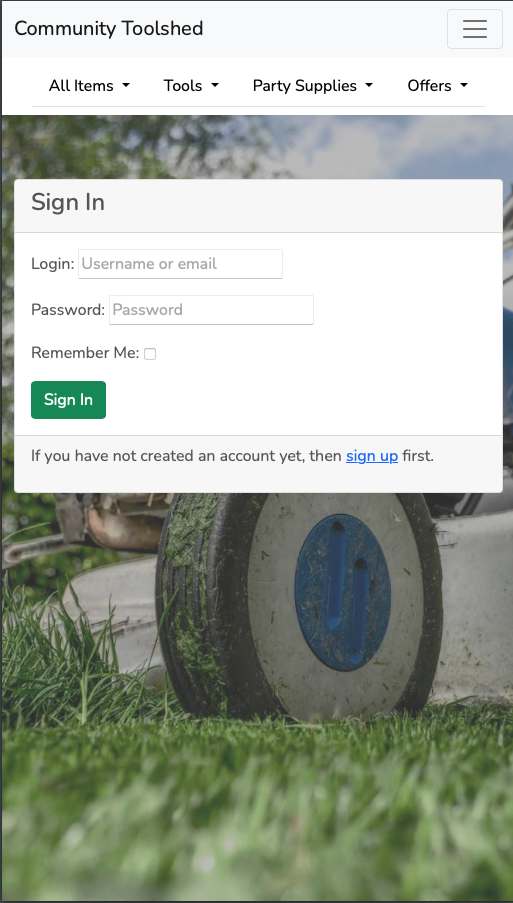 Community Toolshed
All Items Tools Party Supplies Offers
Sign In
Login: Username or email
Password: Password
Remember Me:
Sign In
If you have not created an account yet, then sign up first.